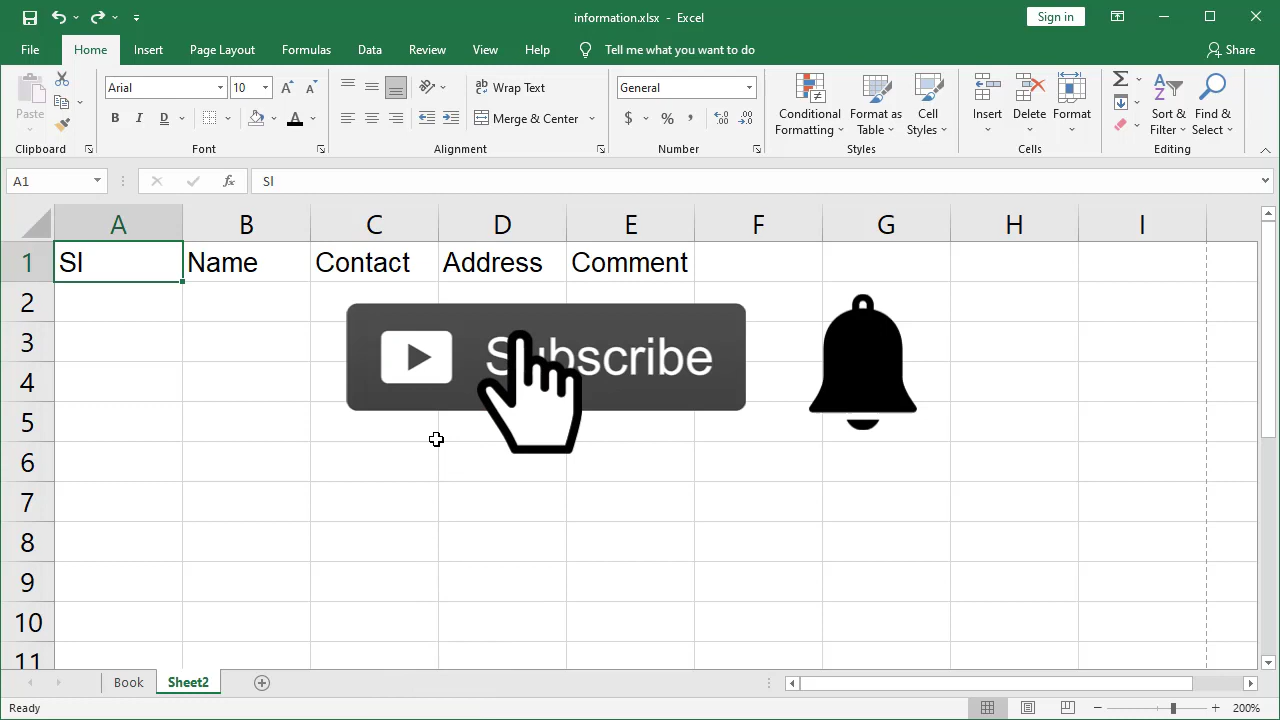 information.xlsx - Excel
Sign in
File Home Insert Page Layout Formulas Data Review View Help Tell me what you want to do Share
Paste
Arial 10
B I D A
Wrap Text
Merge & Center
General
$ % ,
Conditional Formatting
Format as Table
Cell Styles
Insert Delete Format
Sort & Filter
Find & Select
Clipboard Font Alignment Number Styles Cells Editing
A1 fx SI
A B C D E F G H I
1 SI Name Contact Address Comment
2
3
Subscribe
4
5
6
7
8
9
10
11
Book Sheet2
Ready 200%